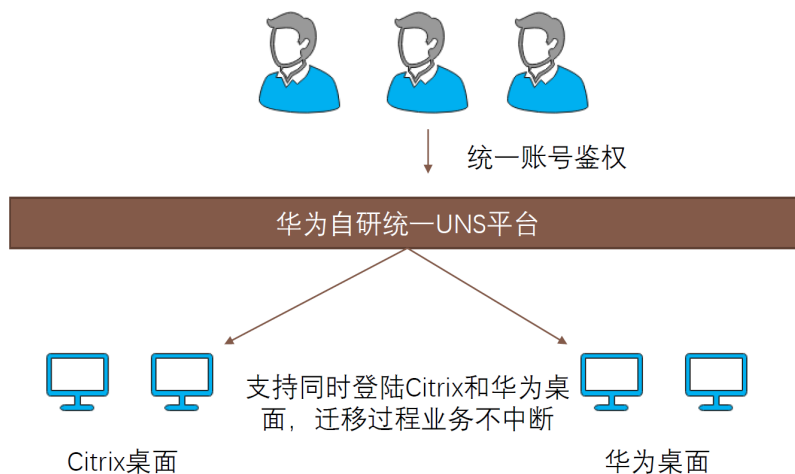 统一账号鉴权
华为自研统一UNS平台
支持同时登陆Citrix和华为桌
面，迁移过程业务不中断
Citrix桌面
华为桌面